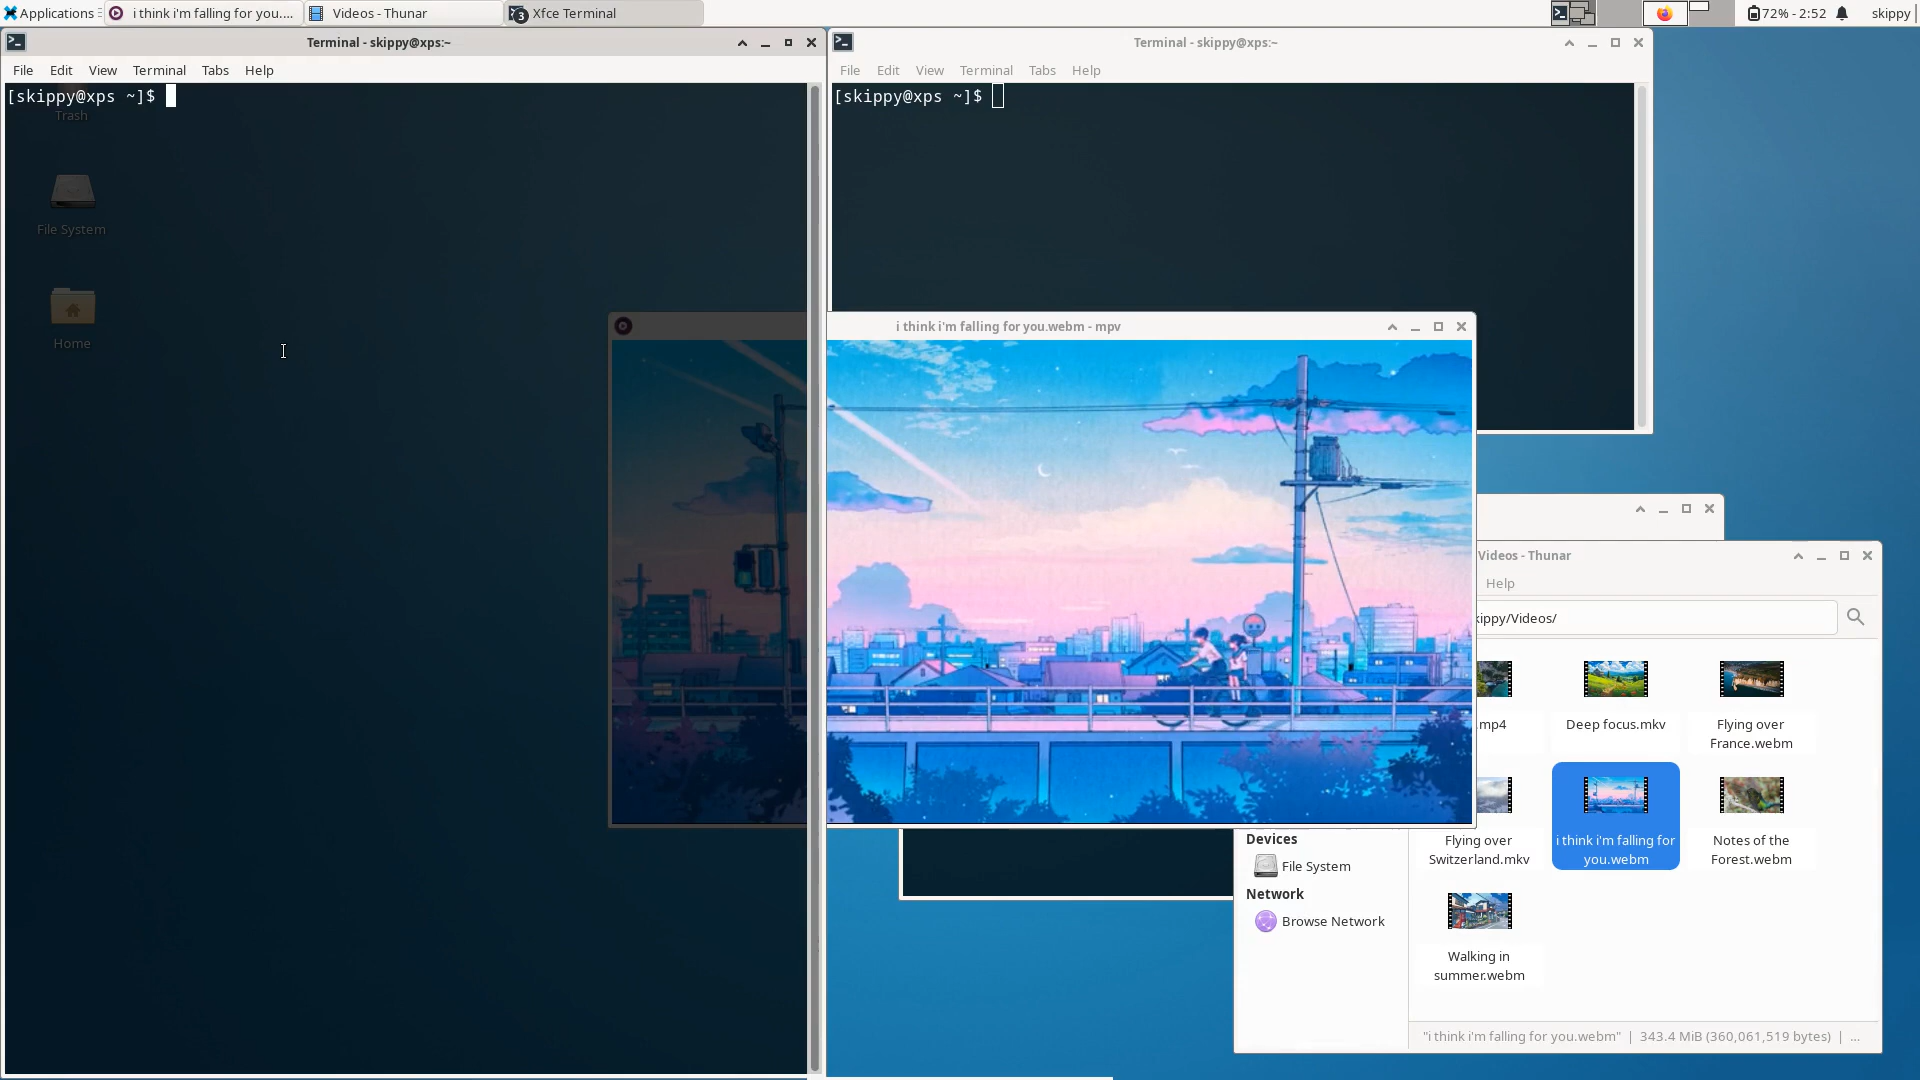 Applications
i think i'm falling for you....
Videos - Thunar
3
Xfce Terminal
72% - 2:52
skippy
Terminal - skippy@xps:~
File Edit View Terminal Tabs Help
[skippy@xps ~]$
Trash
File System
Home
Terminal - skippy@xps:~
File Edit View Terminal Tabs Help
[skippy@xps ~]$
i think i'm falling for you.webm - mpv
Videos - Thunar
Help
kippy/Videos/
.mp4
Deep focus.mkv
Flying over
France.webm
Flying over
Switzerland.mkv
i think i'm falling for
you.webm
Notes of the
Forest.webm
Walking in
summer.webm
Devices
File System
Network
Browse Network
"i think i'm falling for you.webm" | 343.4 MiB (360,061,519 bytes) | ...